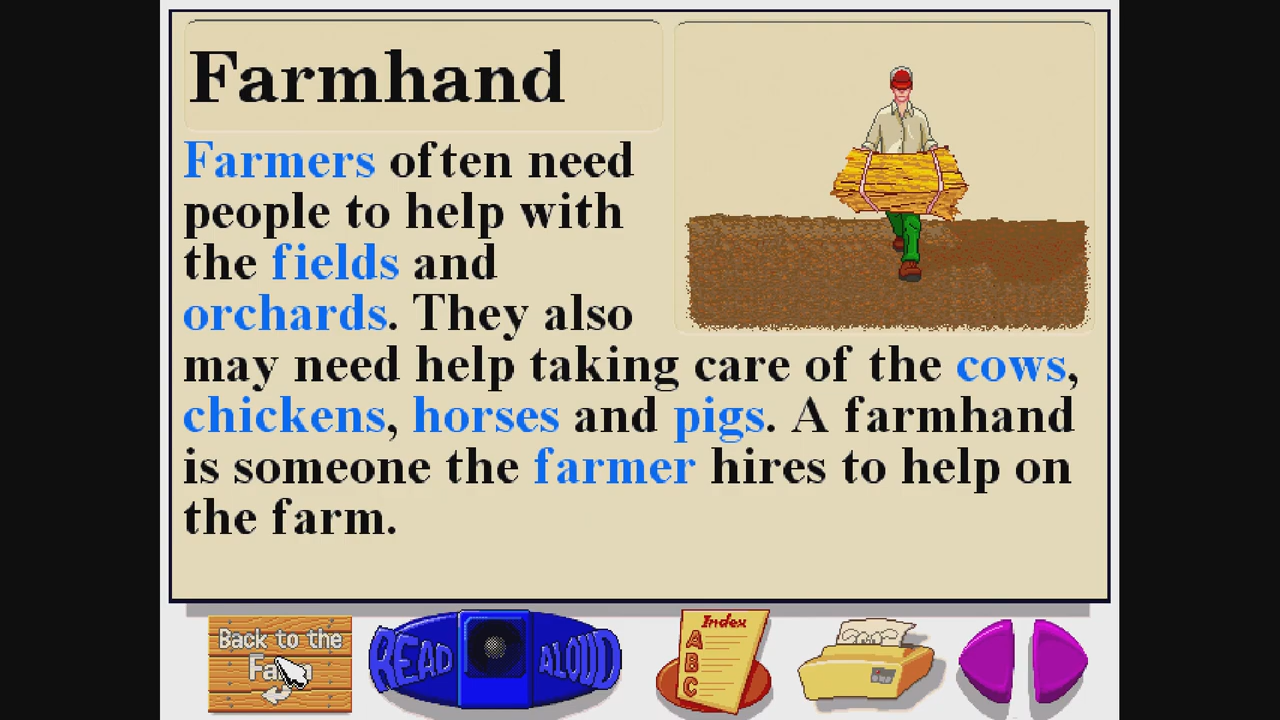 Farmhand
Farmers often need
people to help with
the fields and
orchards. They also
may need help taking care of the cows,
chickens, horses and pigs. A farmhand
is someone the farmer hires to help on
the farm.
Back to the
Farm
READ ALOUD
Index
A
B
C